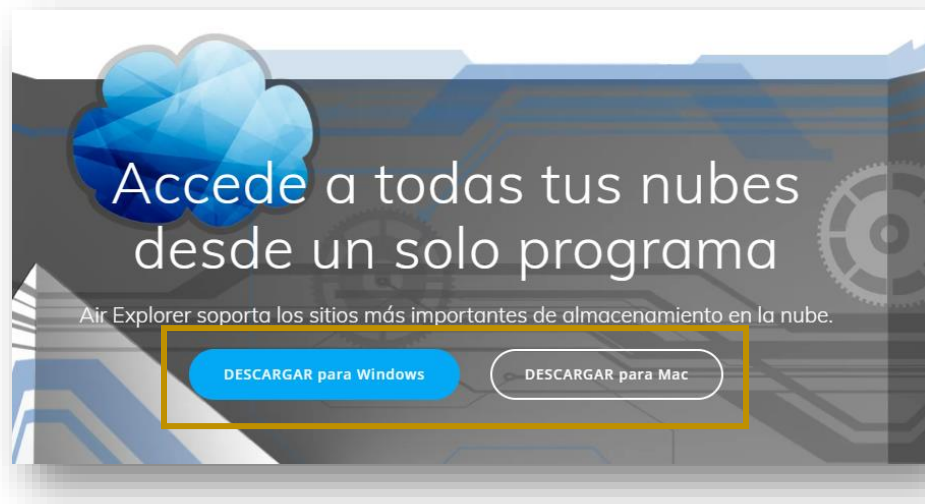 Accede a todas tus nubes
desde un solo programa
Air Explorer soporta los sitios más importantes de almacenamiento en la nube.
DESCARGAR para Windows
DESCARGAR para Mac